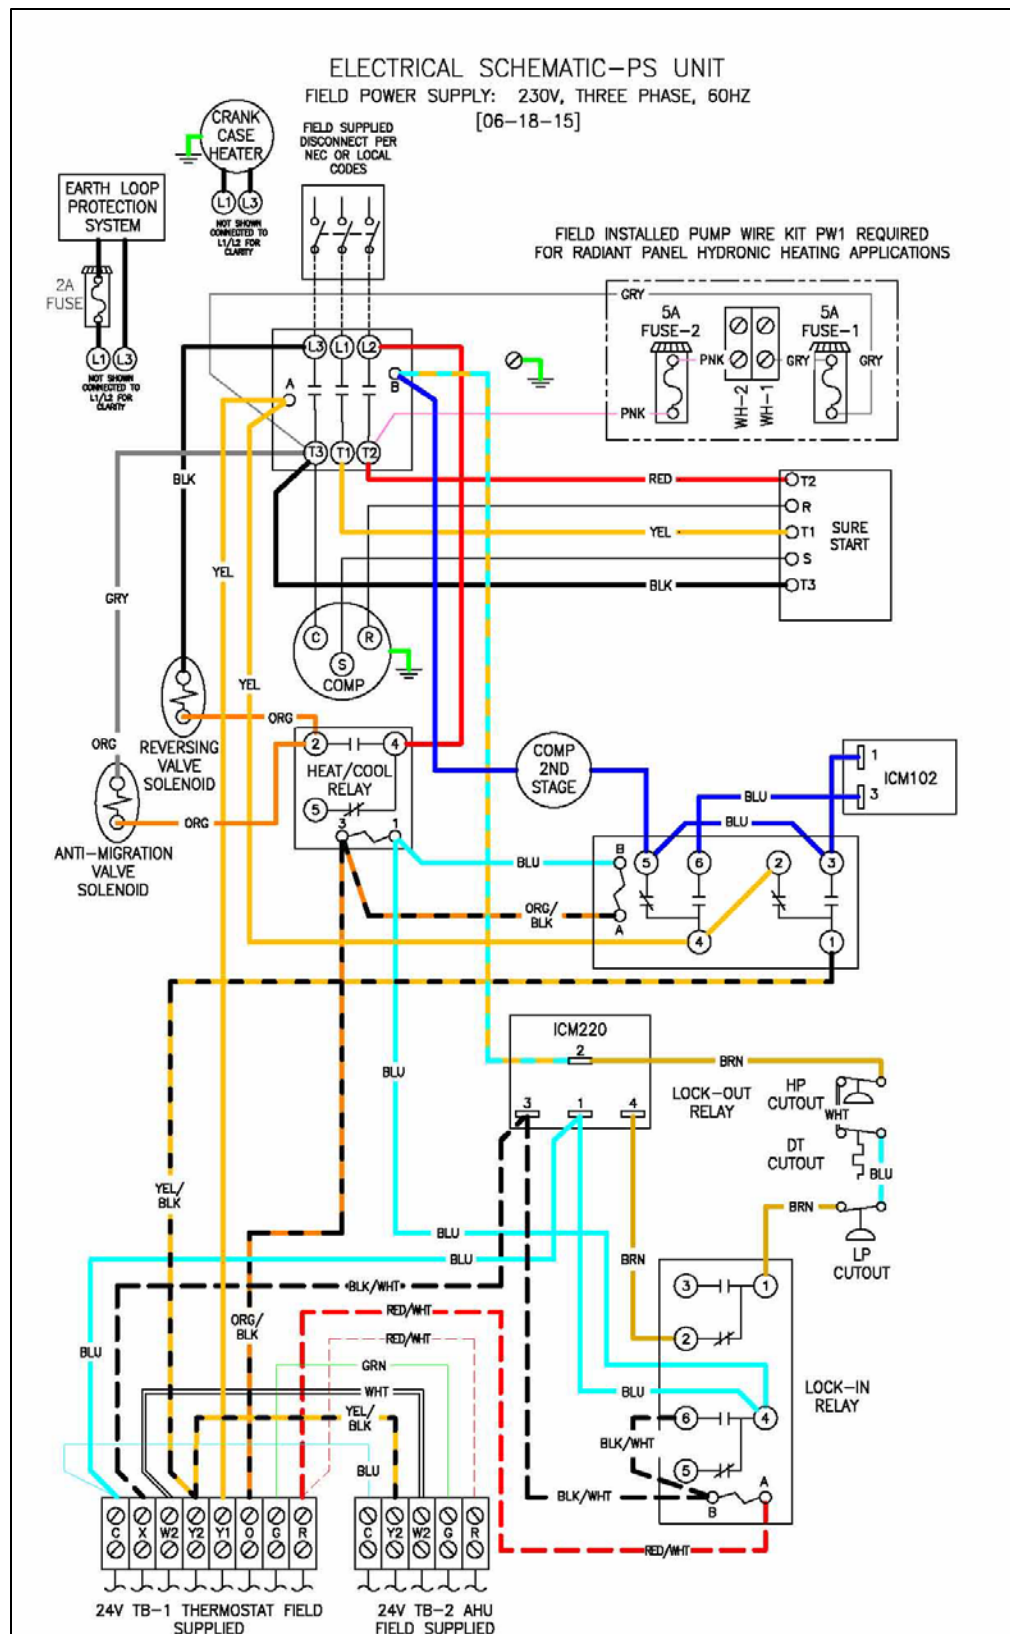 ELECTRICAL SCHEMATIC-PS UNIT
FIELD POWER SUPPLY: 230V, THREE PHASE, 60HZ
[06-18-15]
CRANK
CASE
HEATER
L1 L3
NOT SHOWN
CONNECTED TO
L1/L2 FOR
CLARITY
FIELD SUPPLIED
DISCONNECT PER
NEC OR LOCAL
CODES
EARTH LOOP
PROTECTION
SYSTEM
2A
FUSE
L1 L3
NOT SHOWN
CONNECTED TO
L1/L2 FOR
CLARITY
FIELD INSTALLED PUMP WIRE KIT PW1 REQUIRED
FOR RADIANT PANEL HYDRONIC HEATING APPLICATIONS
GRY
5A
FUSE-2
5A
FUSE-1
PNK
GRY
GRY
PNK
WH-2
WH-1
L3 L1 L2
A
B
T3 T1 T2
BLK
RED
YEL
BLK
T2
R
T1
S
T3
SURE
START
YEL
GRY
C
S
R
COMP
YEL
ORG
ORG
REVERSING
VALVE
SOLENOID
ORG
ANTI-MIGRATION
VALVE
SOLENOID
2
4
HEAT/COOL
RELAY
5
3
1
COMP
2ND
STAGE
1
3
ICM102
BLU
BLU
BLU
B
5
6
2
3
ORG/
BLK
A
4
1
ICM220
2
3
1
4
BLU
BRN
LOCK-OUT
RELAY
HP
CUTOUT
WHT
DT
CUTOUT
BLU
BRN
LP
CUTOUT
YEL/
BLK
BLU
BLU
BRN
BLK/WHT
ORG/
BLK
RED/WHT
RED/WHT
BLU
GRN
WHT
YEL/
BLK
BLU
3
1
2
BLU
6
4
BLK/WHT
5
A
B
BLK/WHT
RED/WHT
LOCK-IN
RELAY
C X W2 Y2 Y1 O G R
C Y2 W2 G R
24V TB-1 THERMOSTAT FIELD
SUPPLIED
24V TB-2 AHU
FIELD SUPPLIED